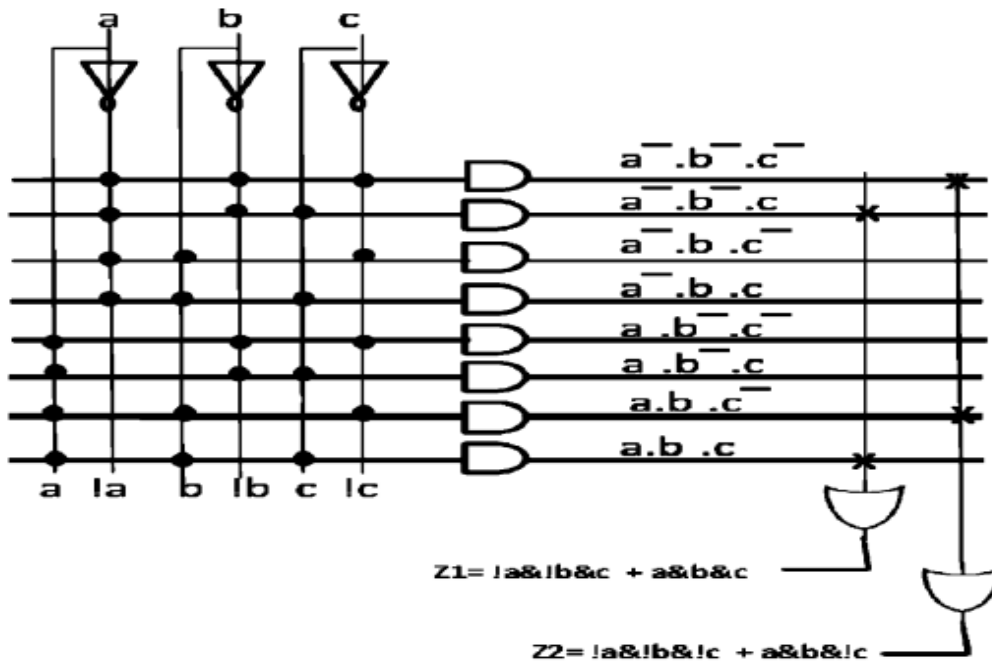 a b c
a‾ .b‾ .c‾
a‾ .b‾ .c
a‾ .b .c‾
a‾ .b .c
a .b‾ .c‾
a .b‾ .c
a.b .c‾
a.b .c
a !a b !b c !c
Z1= !a&!b&c + a&b&c
Z2= !a&!b&!c + a&b&!c